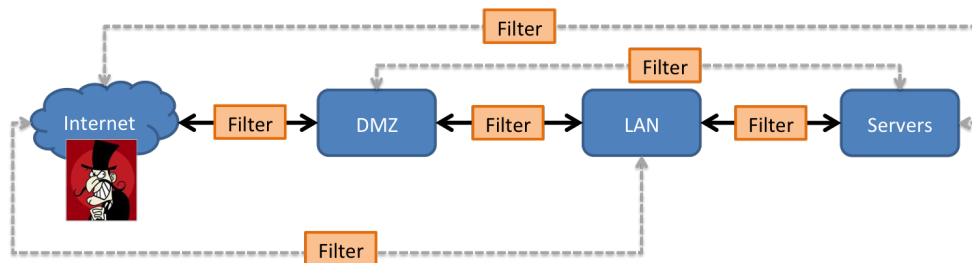 Filter
Filter
Internet
Filter
DMZ
Filter
LAN
Filter
Servers
Filter